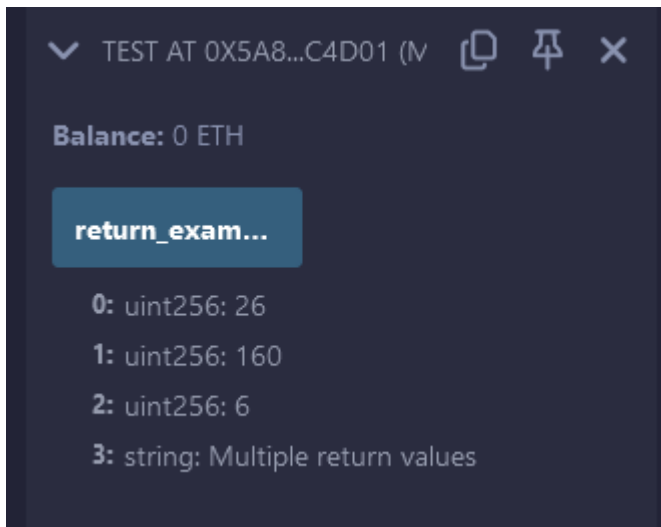 TEST AT 0X5A8...C4D01 (M
Balance: 0 ETH
return_exam...
0: uint256: 26
1: uint256: 160
2: uint256: 6
3: string: Multiple return values